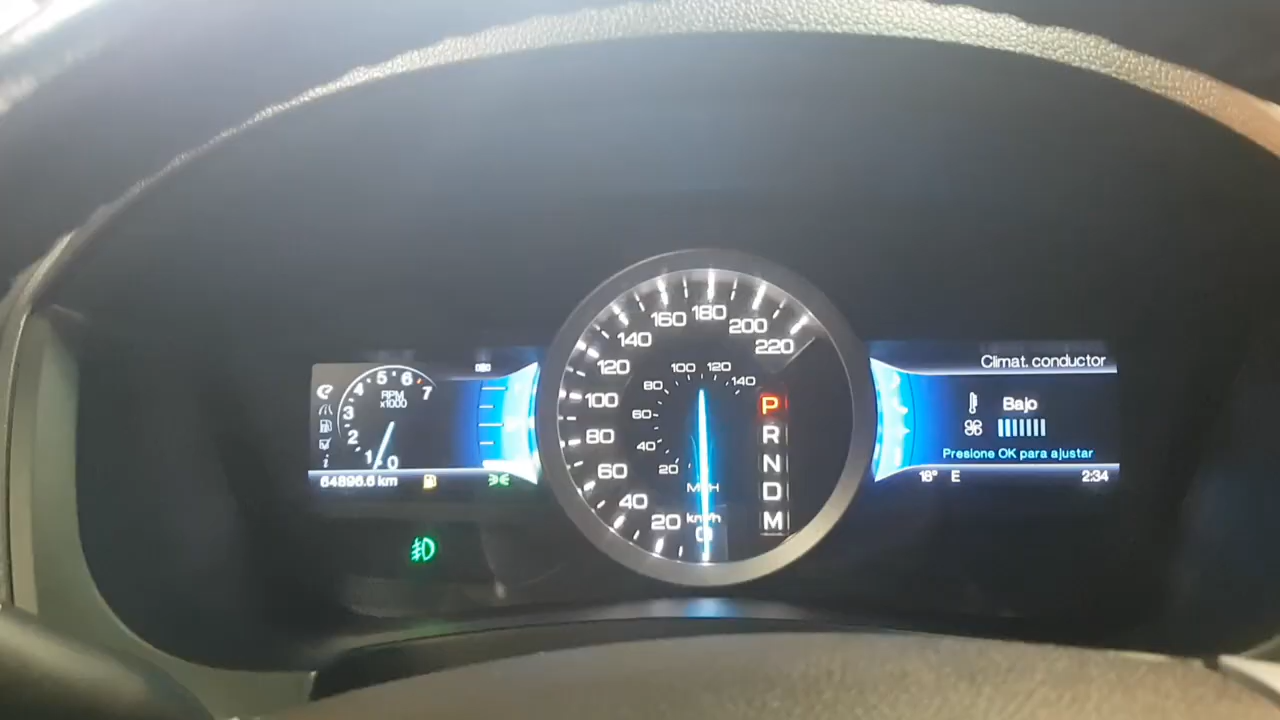 5 6
4 7
3
2
1 0
RPM
x1000
64896.6 km
160 180 200 220
140
120
100
80
60
40
20
100 120
80 140
60
40
20
MPH
km/h
P
R
N
D
M
Climat. conductor
Bajo
Presione OK para ajustar
18° E 2:34